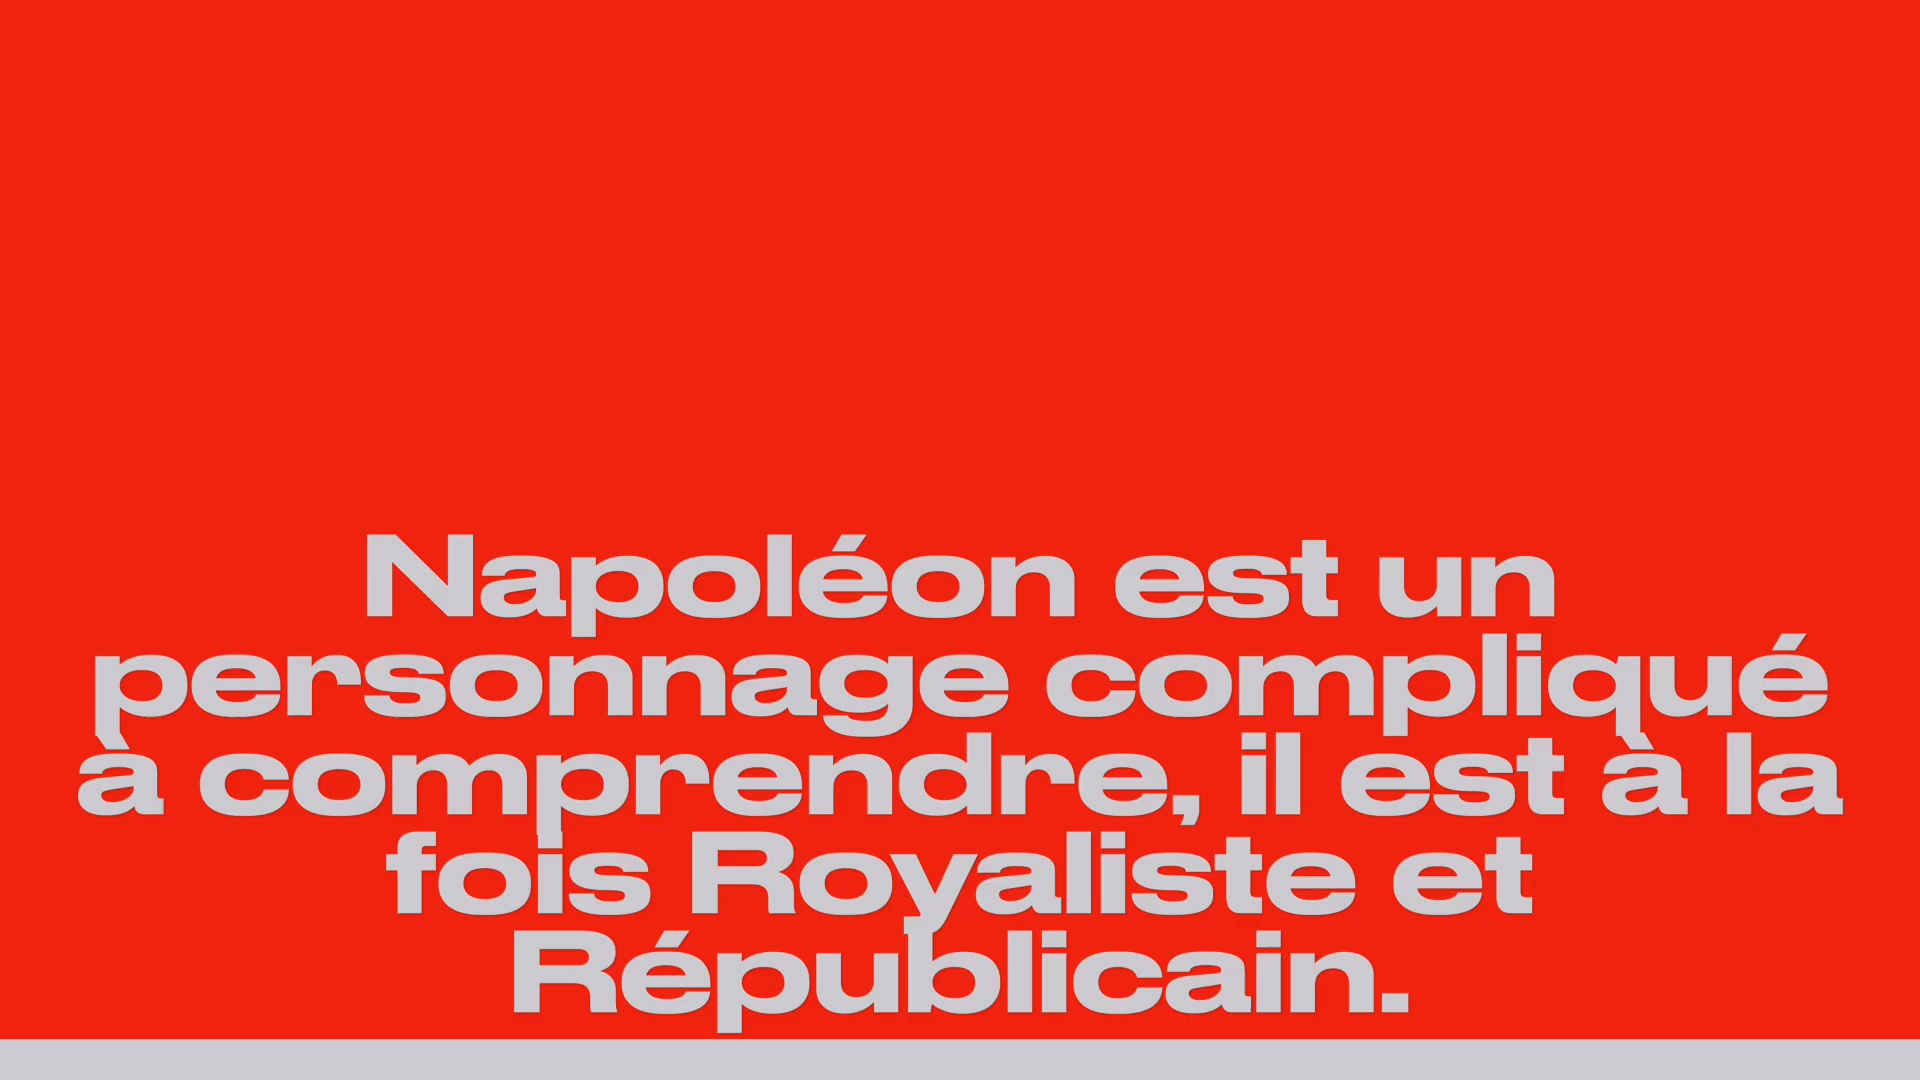 Napoléon est un
personnage compliqué
à comprendre, il est à la
fois Royaliste et
Républicain.